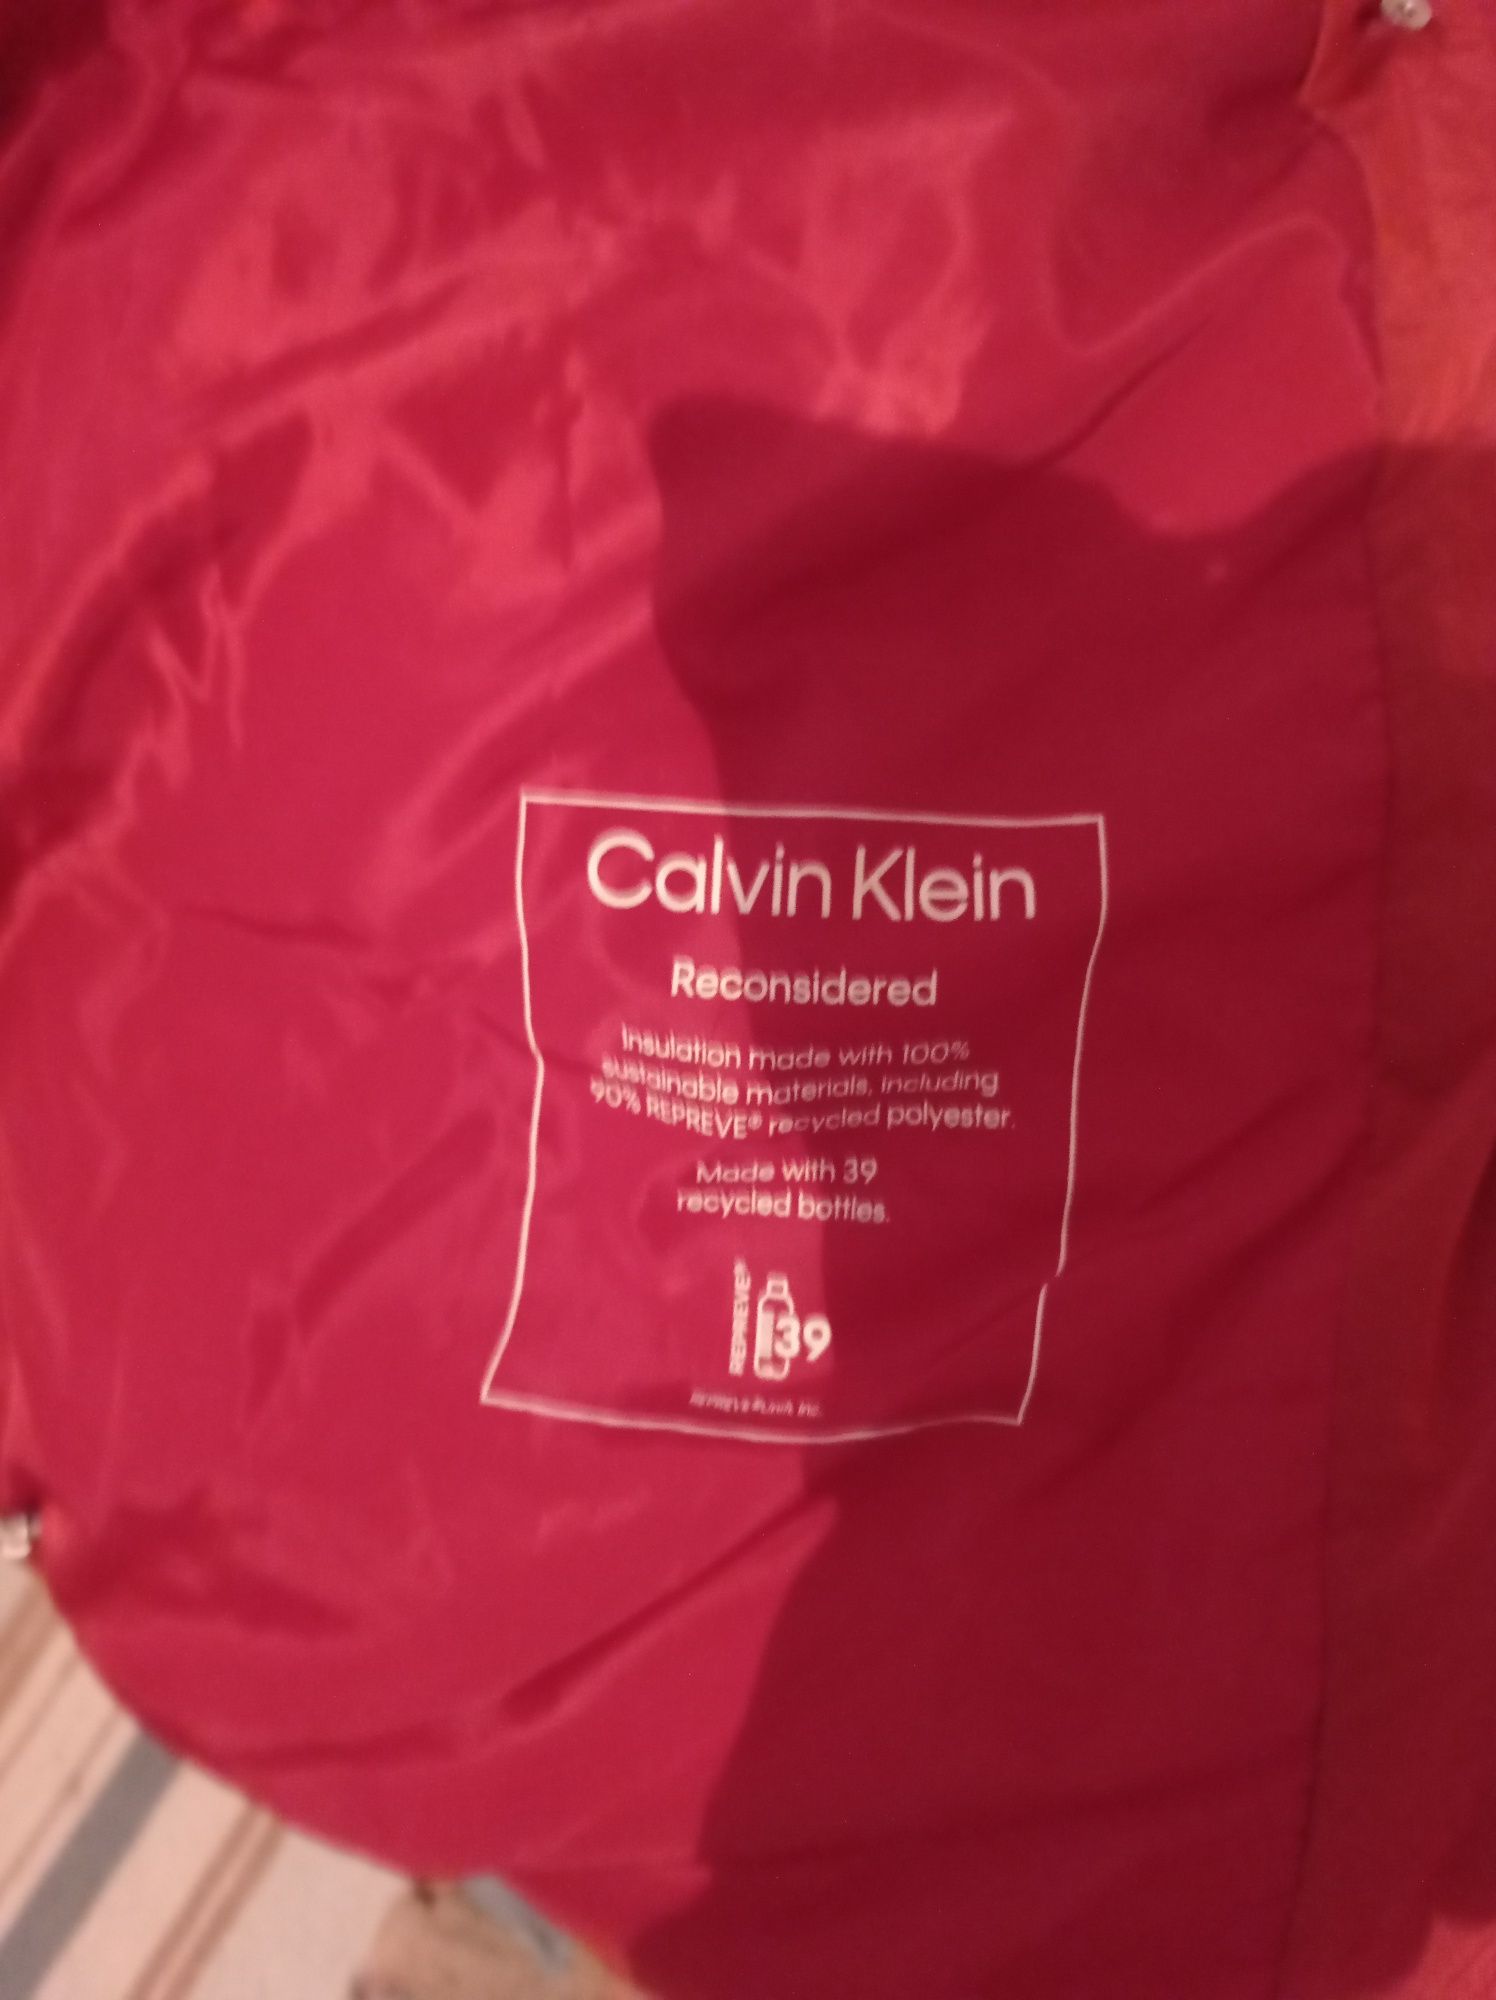 Calvin Klein
Reconsidered
Insulation made with 100%
sustainable materials, including
90% REPREVE® recycled polyester.
Made with 39
recycled bottles.
REPREVE®
39